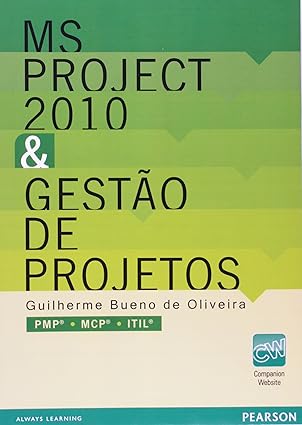 MS
PROJECT
2010
&
GESTÃO
DE
PROJETOS
Guilherme Bueno de Oliveira
PMP® • MCP® • ITIL®
CW
Companion
Website
ALWAYS LEARNING
PEARSON